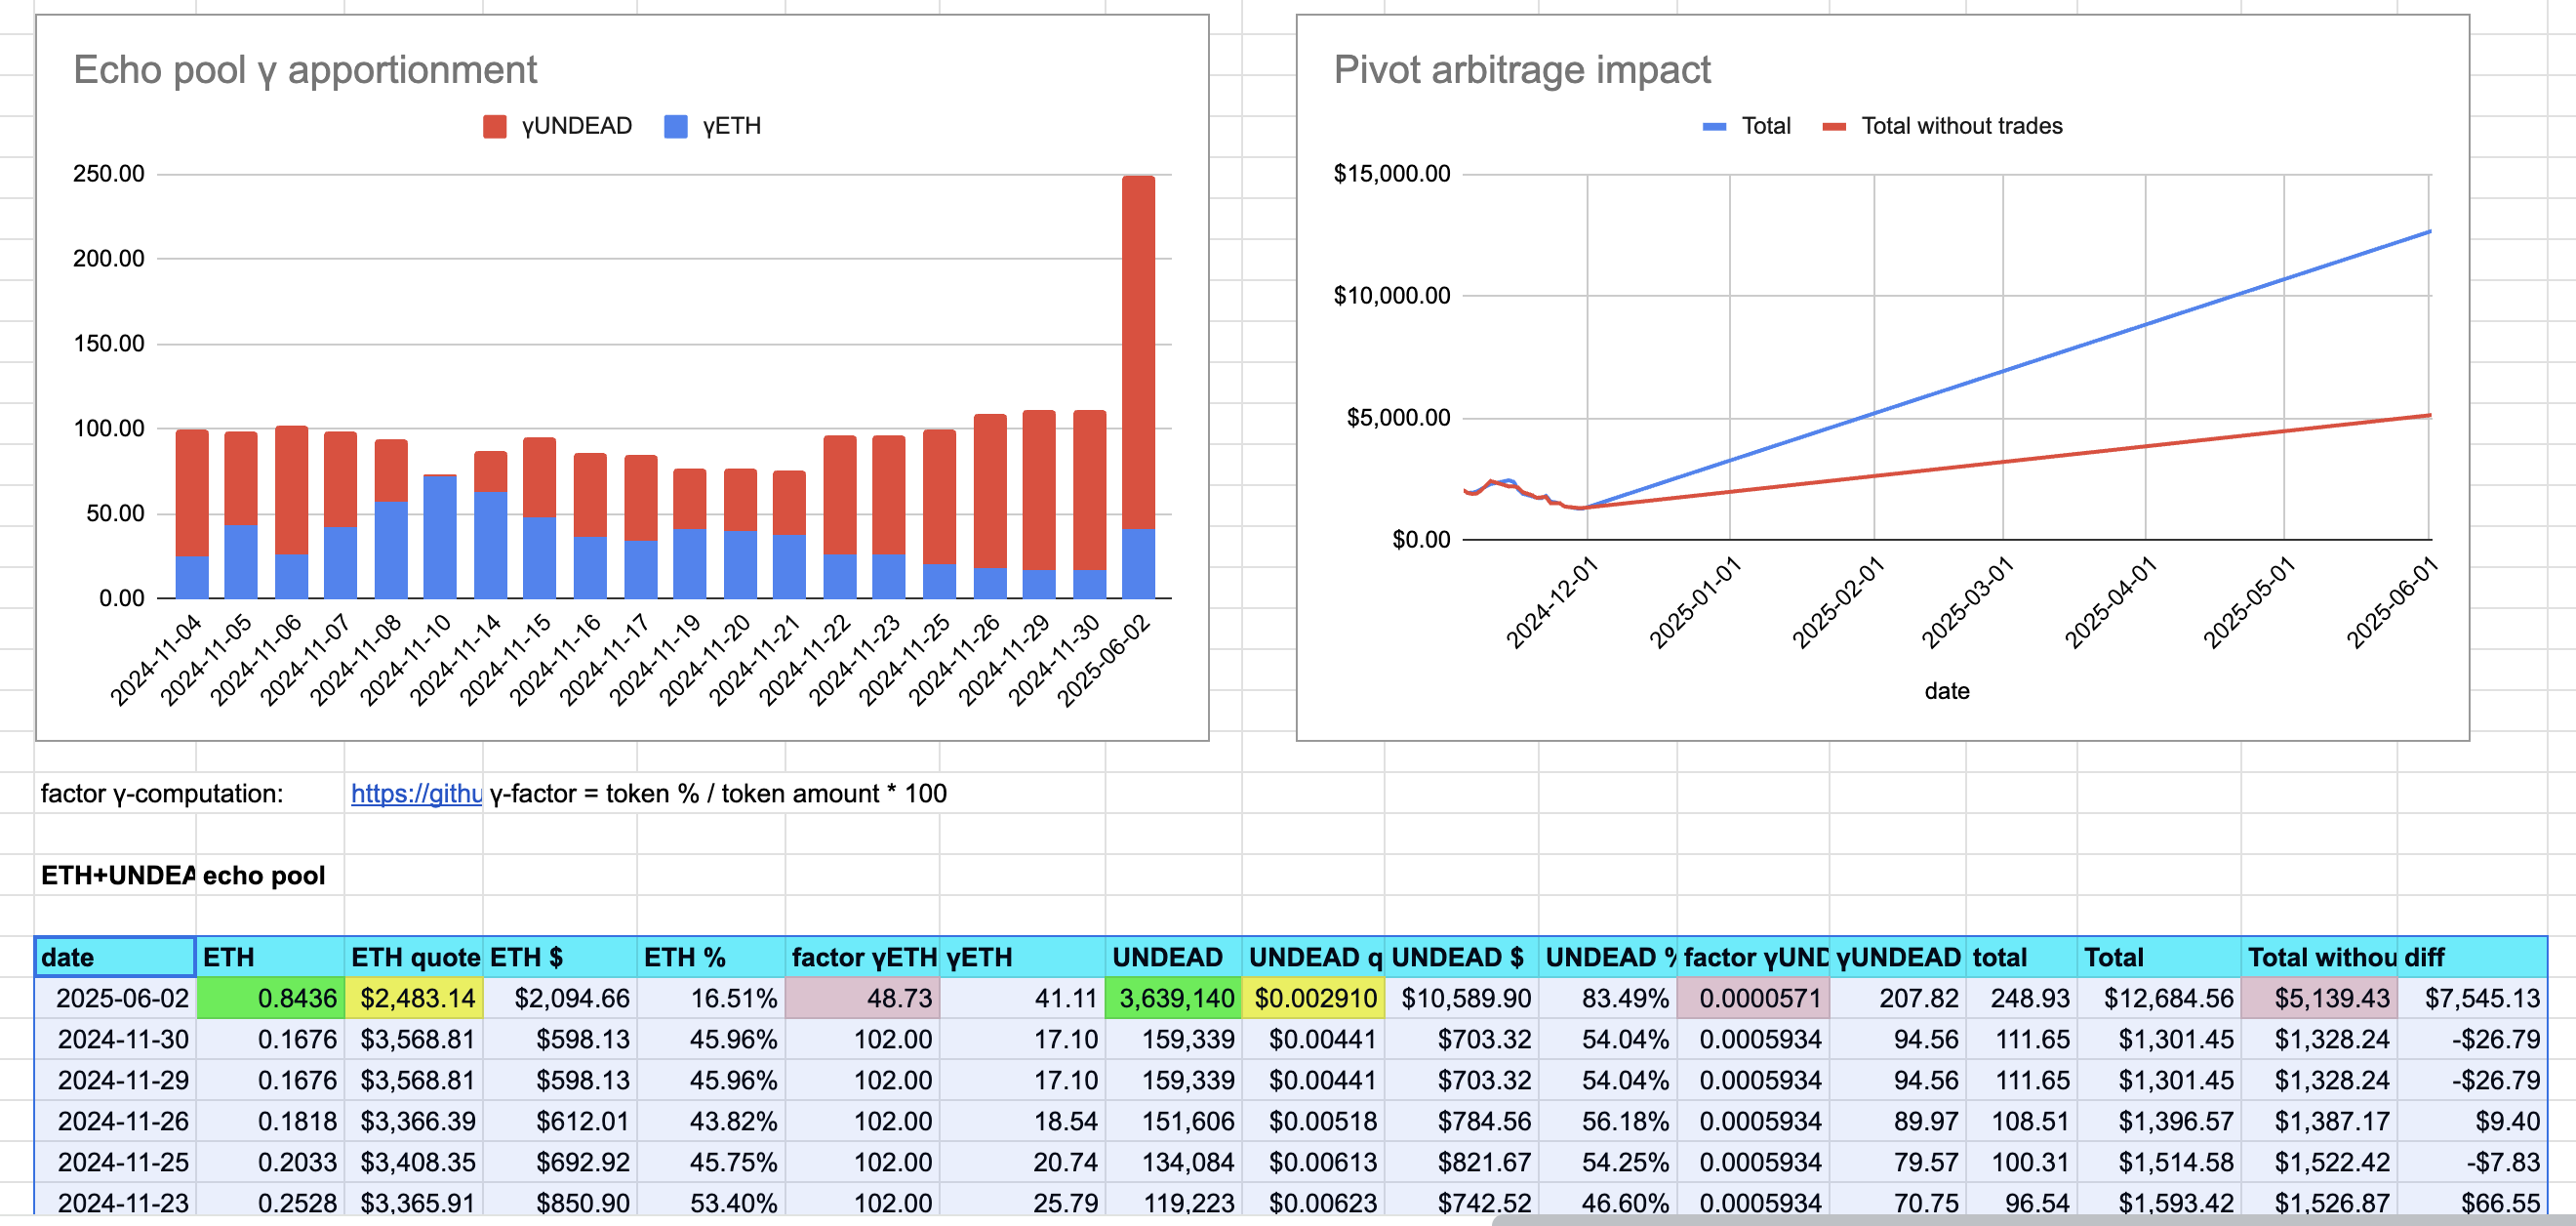 Echo pool γ apportionment
γUNDEAD γETH
250.00
200.00
150.00
100.00
50.00
0.00
2024-11-04
2024-11-05
2024-11-06
2024-11-07
2024-11-08
2024-11-10
2024-11-14
2024-11-15
2024-11-16
2024-11-17
2024-11-19
2024-11-20
2024-11-21
2024-11-22
2024-11-23
2024-11-25
2024-11-26
2024-11-29
2024-11-30
2025-06-02
Pivot arbitrage impact
Total Total without trades
$15,000.00
$10,000.00
$5,000.00
$0.00
2024-12-01
2025-01-01
2025-02-01
2025-03-01
2025-04-01
2025-05-01
2025-06-01
date
factor γ-computation: https://githu γ-factor = token % / token amount * 100
ETH+UNDEA echo pool
date ETH ETH quote ETH $ ETH % factor γETH γETH UNDEAD UNDEAD q UNDEAD $ UNDEAD % factor γUND γUNDEAD total Total Total withou diff
2025-06-02 0.8436 $2,483.14 $2,094.66 16.51% 48.73 41.11 3,639,140 $0.002910 $10,589.90 83.49% 0.0000571 207.82 248.93 $12,684.56 $5,139.43 $7,545.13
2024-11-30 0.1676 $3,568.81 $598.13 45.96% 102.00 17.10 159,339 $0.00441 $703.32 54.04% 0.0005934 94.56 111.65 $1,301.45 $1,328.24 -$26.79
2024-11-29 0.1676 $3,568.81 $598.13 45.96% 102.00 17.10 159,339 $0.00441 $703.32 54.04% 0.0005934 94.56 111.65 $1,301.45 $1,328.24 -$26.79
2024-11-26 0.1818 $3,366.39 $612.01 43.82% 102.00 18.54 151,606 $0.00518 $784.56 56.18% 0.0005934 89.97 108.51 $1,396.57 $1,387.17 $9.40
2024-11-25 0.2033 $3,408.35 $692.92 45.75% 102.00 20.74 134,084 $0.00613 $821.67 54.25% 0.0005934 79.57 100.31 $1,514.58 $1,522.42 -$7.83
2024-11-23 0.2528 $3,365.91 $850.90 53.40% 102.00 25.79 119,223 $0.00623 $742.52 46.60% 0.0005934 70.75 96.54 $1,593.42 $1,526.87 $66.55